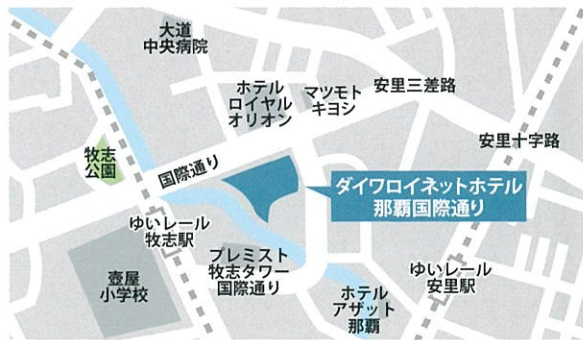 大道
中央病院
ホテル
ロイヤル
オリオン
マツモト
キヨシ
安里三差路
安里十字路
牧志
公園
国際通り
ダイワロイネットホテル
那覇国際通り
ゆいレール
牧志駅
プレミスト
牧志タワー
国際通り
ゆいレール
安里駅
壺屋
小学校
ホテル
アザット
那覇